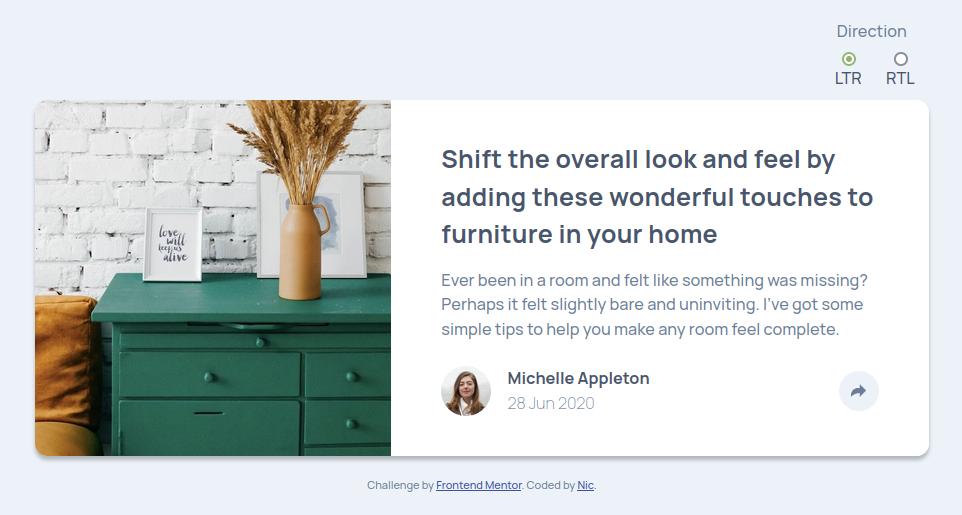 Direction
LTR RTL
love
will
keep us
alive
Shift the overall look and feel by
adding these wonderful touches to
furniture in your home
Ever been in a room and felt like something was missing?
Perhaps it felt slightly bare and uninviting. I’ve got some
simple tips to help you make any room feel complete.
Michelle Appleton
28 Jun 2020
Challenge by Frontend Mentor. Coded by Nic.